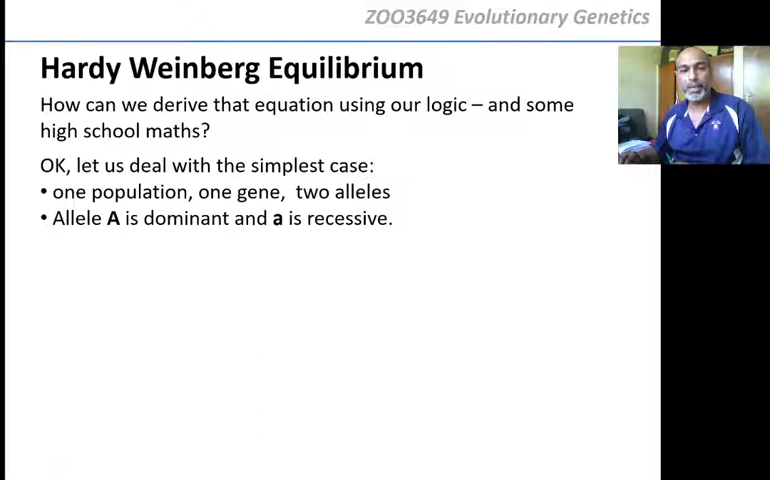 ZOO3649 Evolutionary Genetics
Hardy Weinberg Equilibrium
How can we derive that equation using our logic – and some
high school maths?
OK, let us deal with the simplest case:
• one population, one gene, two alleles
• Allele A is dominant and a is recessive.